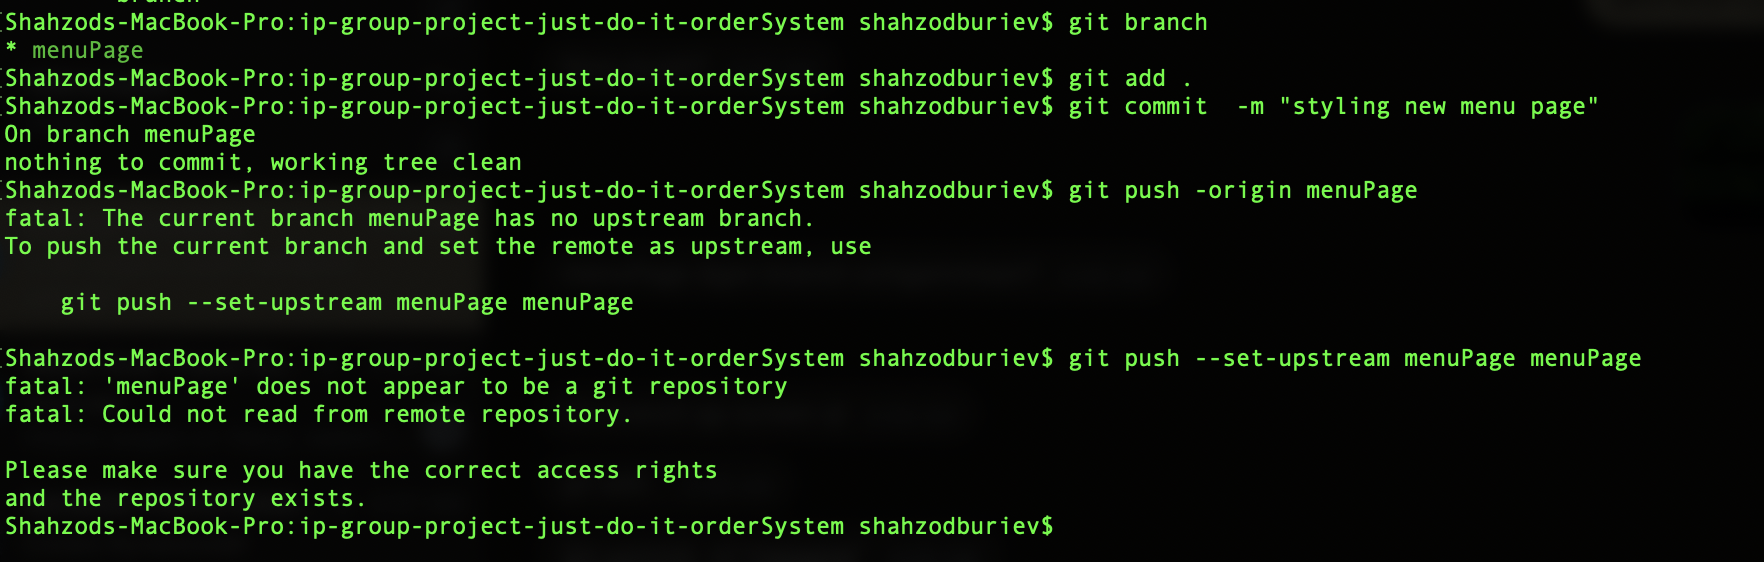 branch
Shahzods-MacBook-Pro:ip-group-project-just-do-it-orderSystem shahzodburiev$ git branch
* menuPage
Shahzods-MacBook-Pro:ip-group-project-just-do-it-orderSystem shahzodburiev$ git add .
Shahzods-MacBook-Pro:ip-group-project-just-do-it-orderSystem shahzodburiev$ git commit  -m "styling new menu page"
On branch menuPage
nothing to commit, working tree clean
Shahzods-MacBook-Pro:ip-group-project-just-do-it-orderSystem shahzodburiev$ git push -origin menuPage
fatal: The current branch menuPage has no upstream branch.
To push the current branch and set the remote as upstream, use
    git push --set-upstream menuPage menuPage
Shahzods-MacBook-Pro:ip-group-project-just-do-it-orderSystem shahzodburiev$ git push --set-upstream menuPage menuPage
fatal: 'menuPage' does not appear to be a git repository
fatal: Could not read from remote repository.
Please make sure you have the correct access rights
and the repository exists.
Shahzods-MacBook-Pro:ip-group-project-just-do-it-orderSystem shahzodburiev$